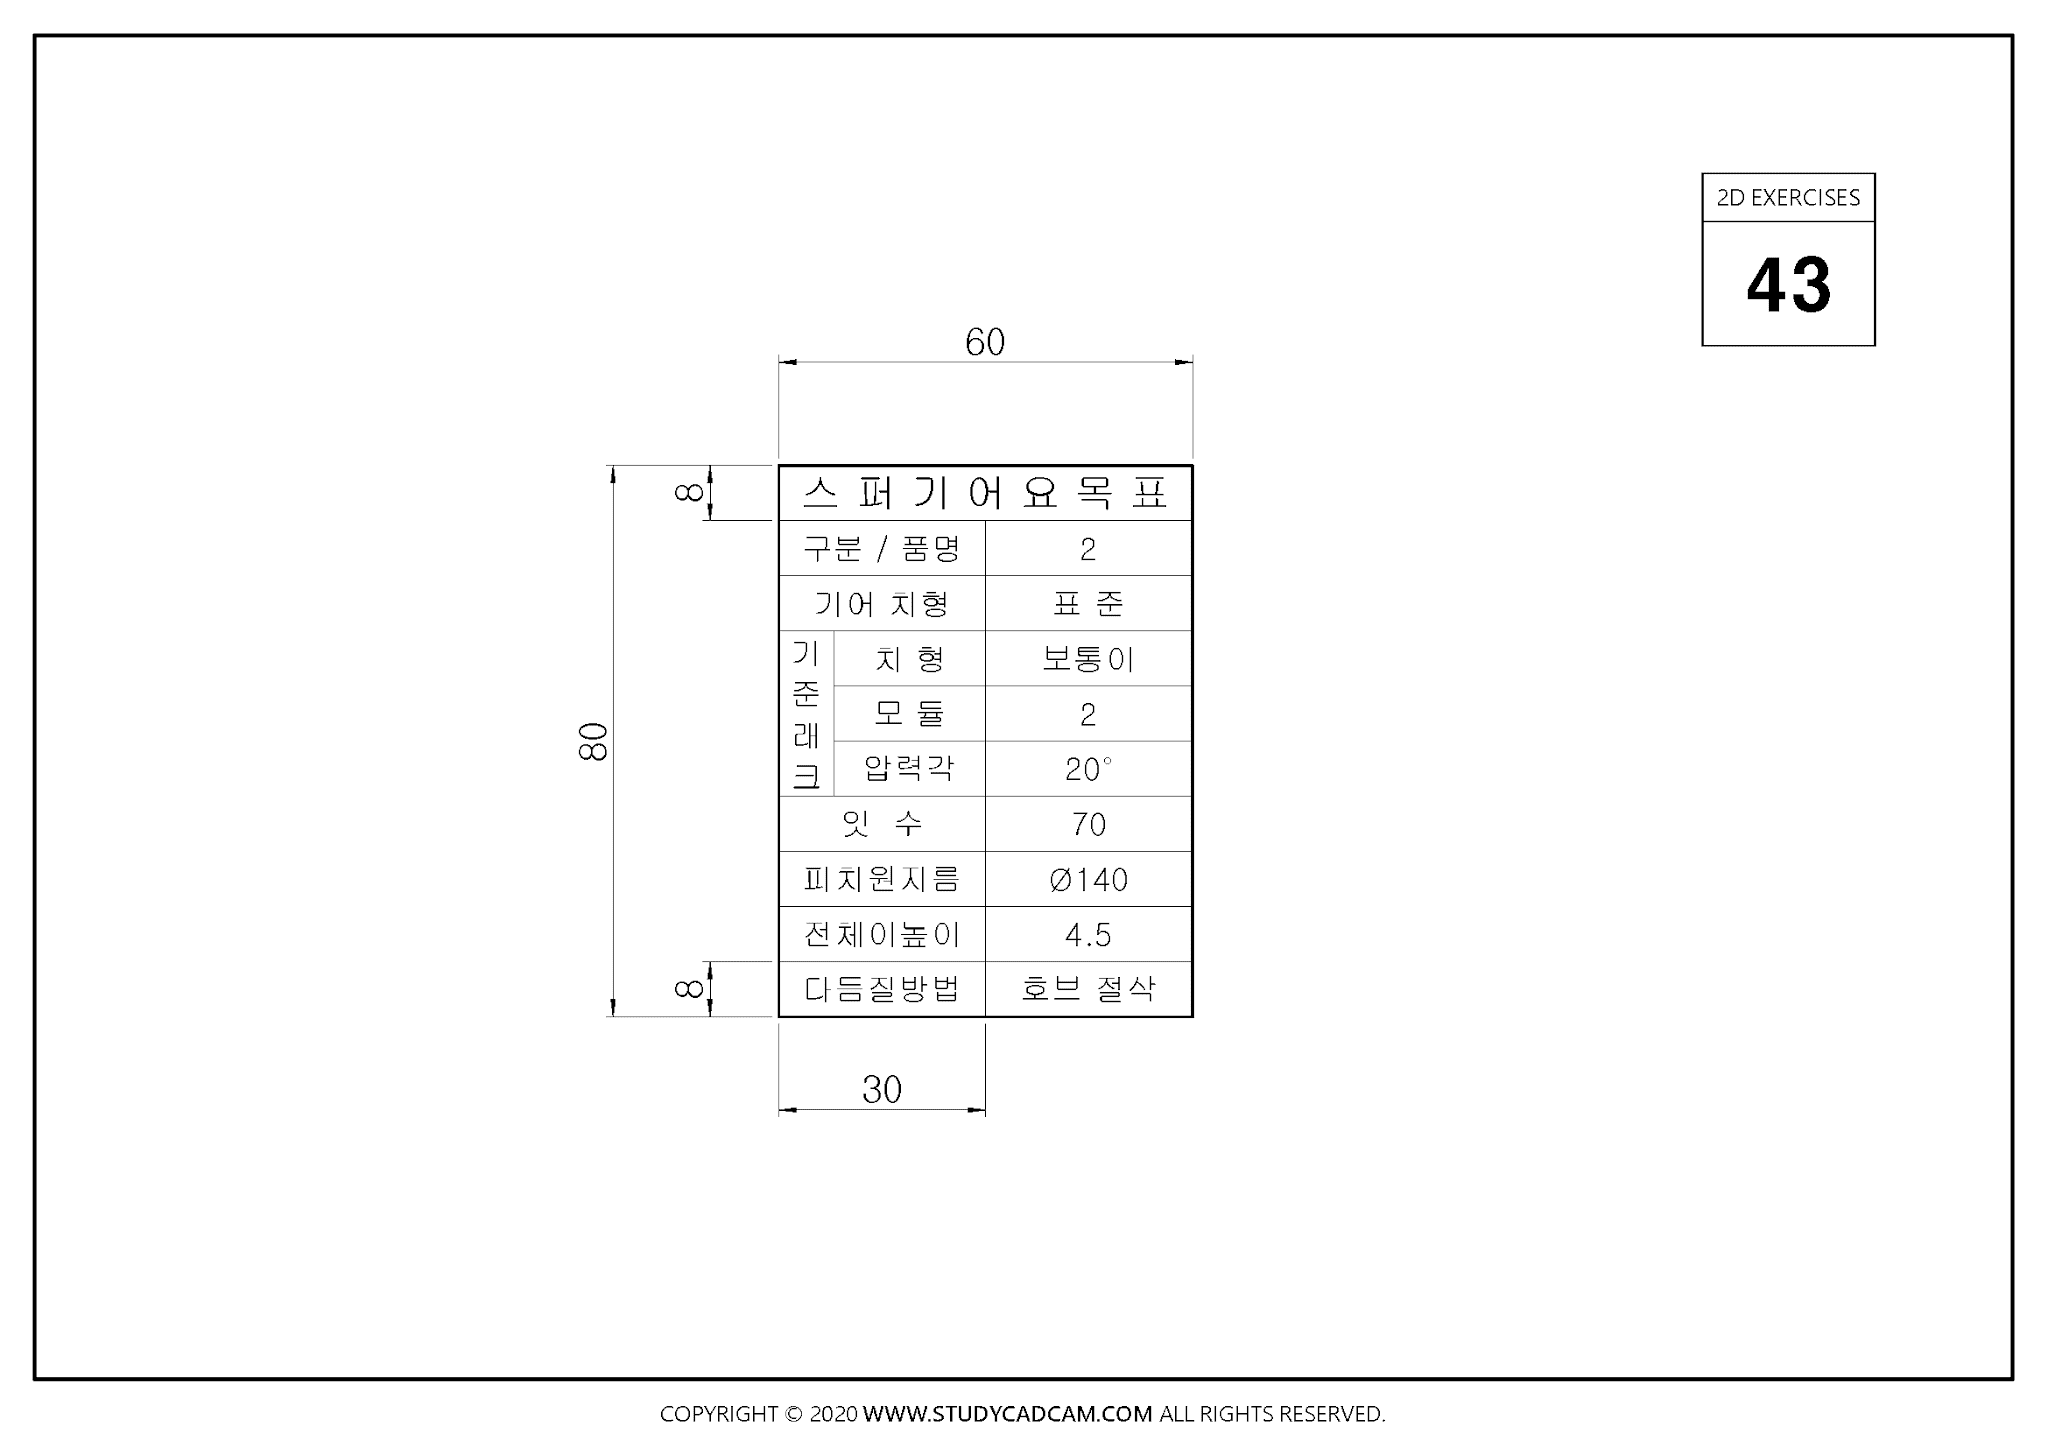 2D EXERCISES
43
60
8
스 퍼 기 어 요 목 표
구분 / 품명 2
기어 치형 표 준
기준래크
치 형 보통이
모 듈 2
압력각 20°
80
잇 수 70
피치원지름 Ø140
전체이높이 4.5
8
다듬질방법 호브 절삭
30
COPYRIGHT © 2020 WWW.STUDYCADCAM.COM ALL RIGHTS RESERVED.